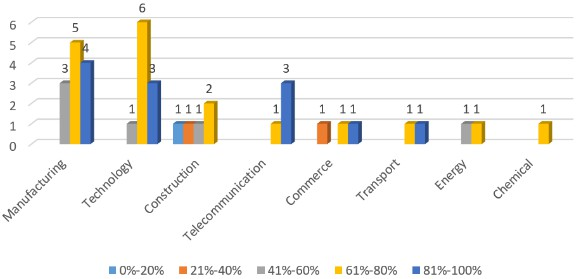 6
5
4
3
2
1
0
3 5 4
1 6 3
1 1 1 2
1 3
1 1 1
1 1
1 1
1
Manufacturing
Technology
Construction
Telecommunication
Commerce
Transport
Energy
Chemical
0%-20% 21%-40% 41%-60% 61%-80% 81%-100%